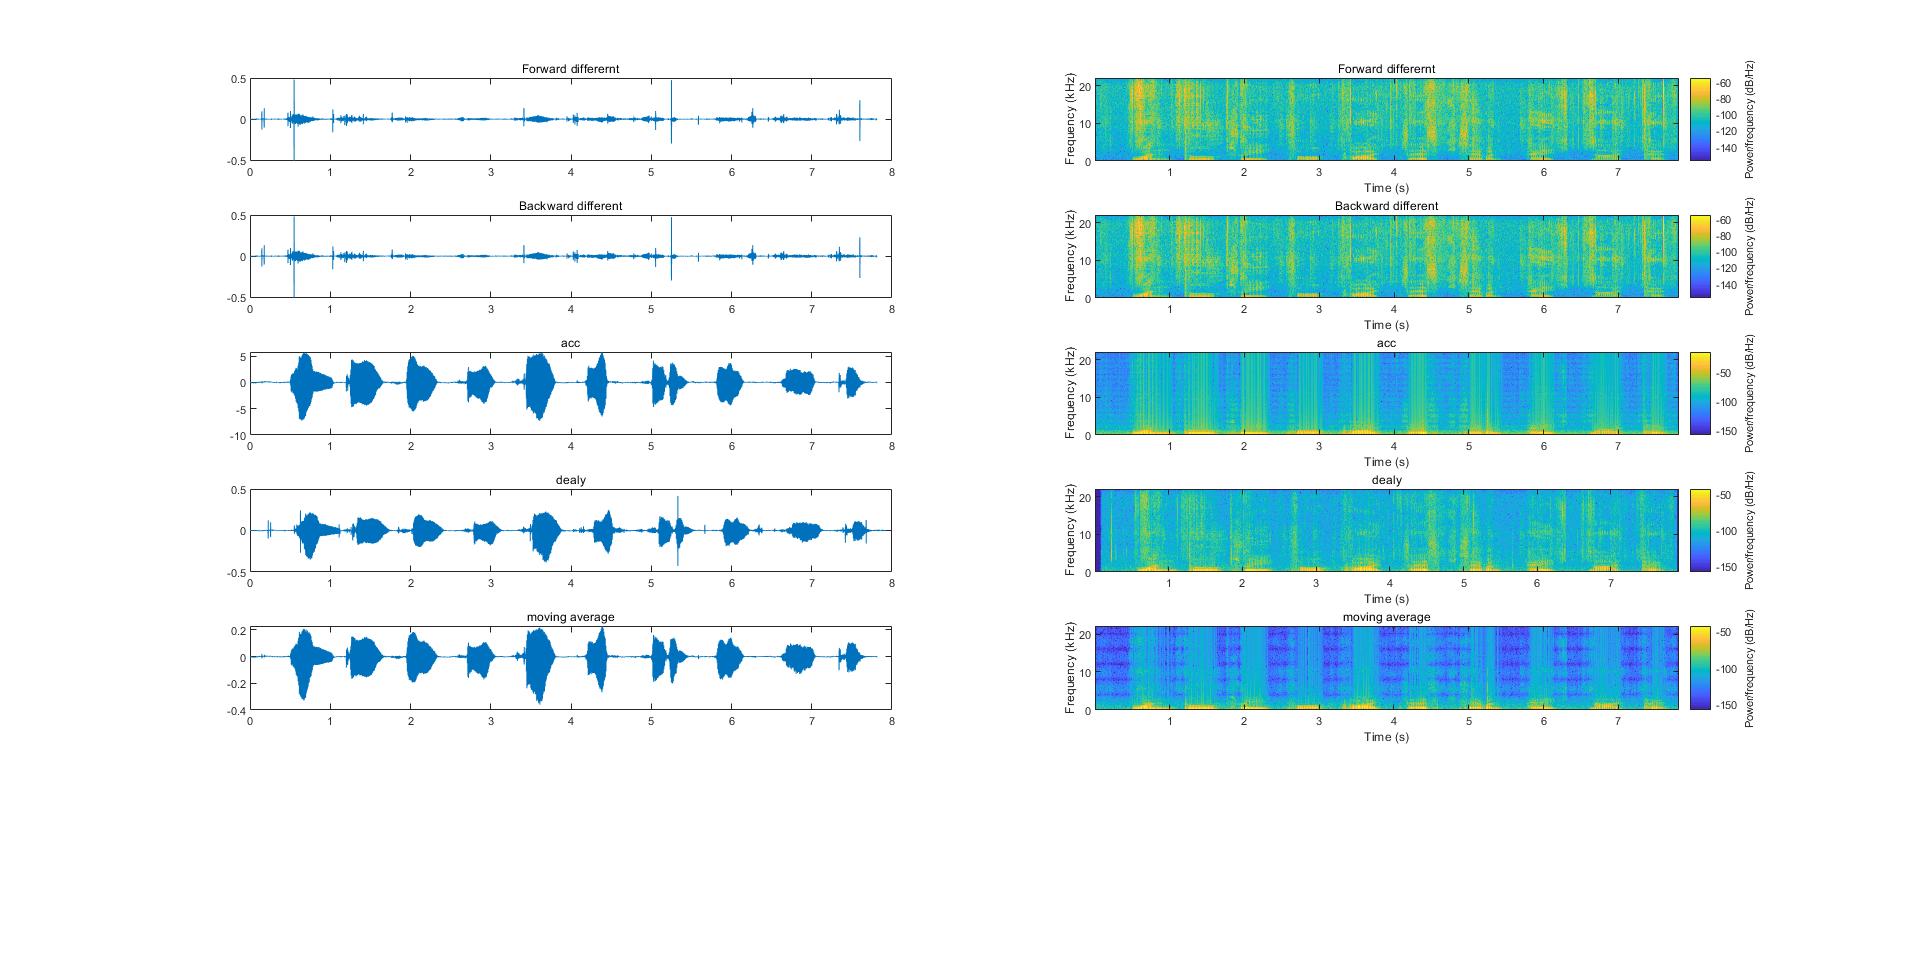 Forward differernt
0.5
0
-0.5
0 1 2 3 4 5 6 7 8
Forward differernt
Frequency (kHz)
20
10
0
1 2 3 4 5 6 7
Time (s)
-60
-80
-100
-120
-140
Power/frequency (dB/Hz)
Backward different
0.5
0
-0.5
0 1 2 3 4 5 6 7 8
Backward different
Frequency (kHz)
20
10
0
1 2 3 4 5 6 7
Time (s)
-60
-80
-100
-120
-140
Power/frequency (dB/Hz)
acc
5
0
-5
-10
0 1 2 3 4 5 6 7 8
acc
Frequency (kHz)
20
10
0
1 2 3 4 5 6 7
Time (s)
-50
-100
-150
Power/frequency (dB/Hz)
dealy
0.5
0
-0.5
0 1 2 3 4 5 6 7 8
dealy
Frequency (kHz)
20
10
0
1 2 3 4 5 6 7
Time (s)
-50
-100
-150
Power/frequency (dB/Hz)
moving average
0.2
0
-0.2
-0.4
0 1 2 3 4 5 6 7 8
moving average
Frequency (kHz)
20
10
0
1 2 3 4 5 6 7
Time (s)
-50
-100
-150
Power/frequency (dB/Hz)